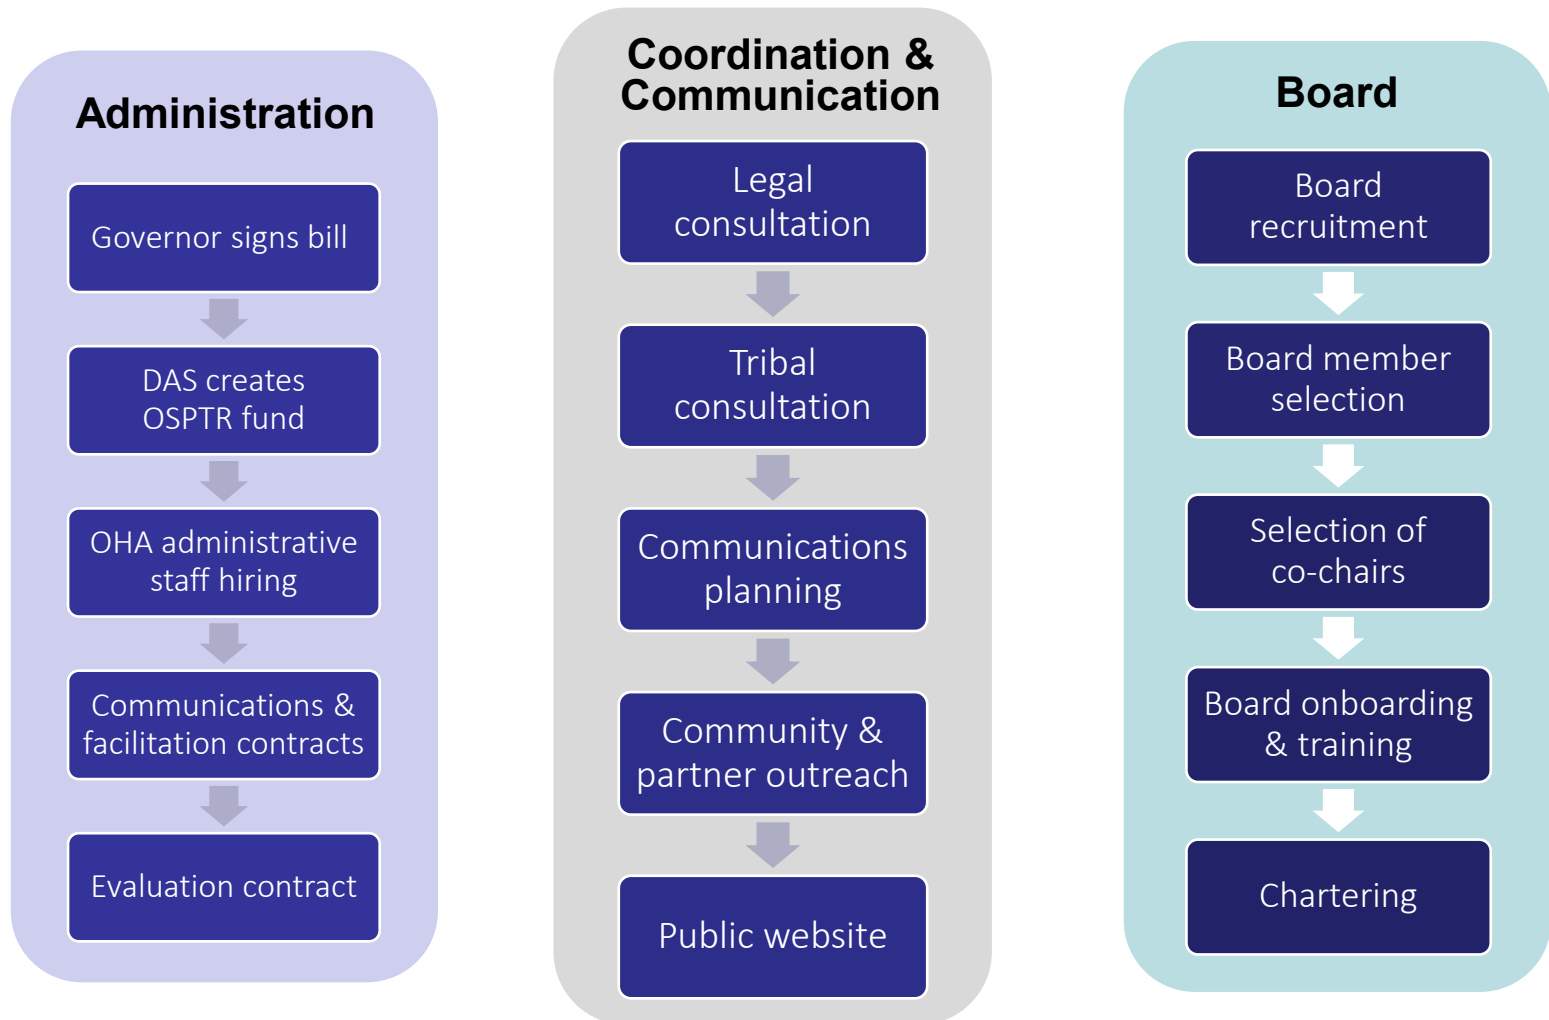 Administration
Governor signs bill
DAS creates
OSPTR fund
OHA administrative
staff hiring
Communications &
facilitation contracts
Evaluation contract
Coordination &
Communication
Legal
consultation
Tribal
consultation
Communications
planning
Community &
partner outreach
Public website
Board
Board
recruitment
Board member
selection
Selection of
co-chairs
Board onboarding
& training
Chartering